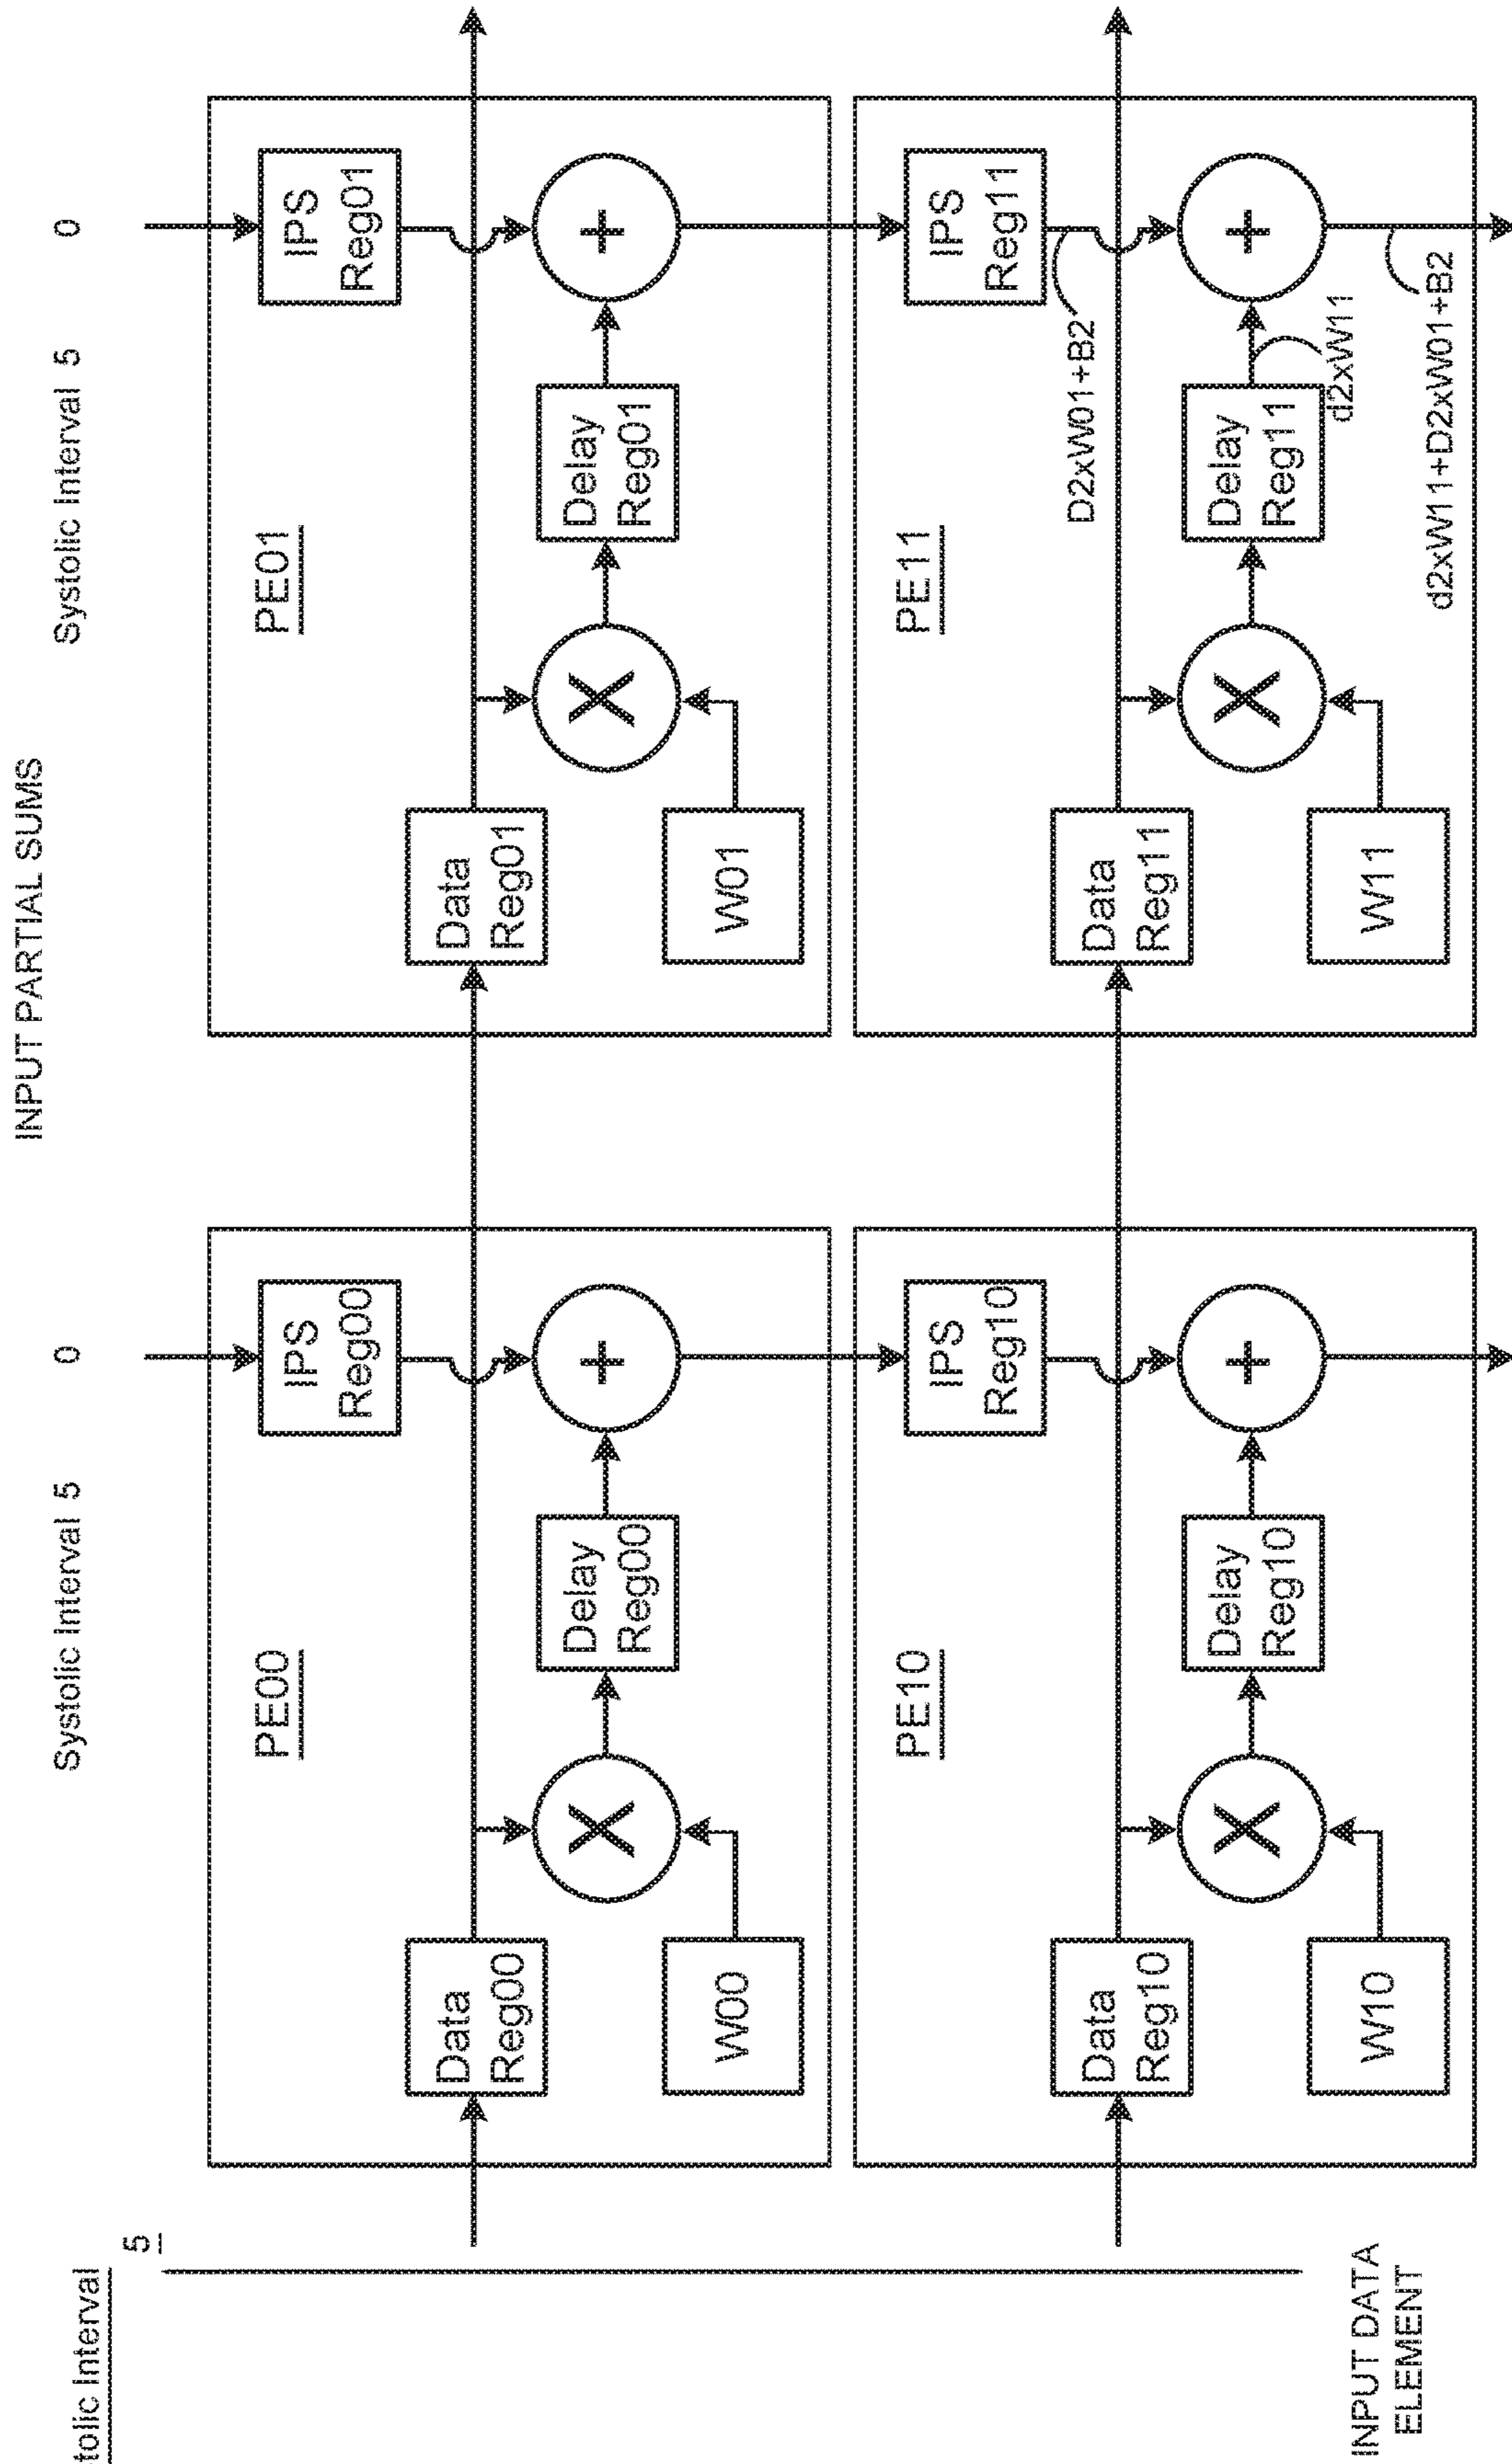 INPUT PARTIAL SUMS
Systolic Interval 5 0
Systolic Interval 5 0
tolic Interval
5
PE00
IPS
Reg00
Data
Reg00
X
Delay
Reg00
+
W00
PE01
IPS
Reg01
Data
Reg01
X
Delay
Reg01
+
W01
PE10
IPS
Reg10
Data
Reg10
X
Delay
Reg10
+
W10
PE11
IPS
Reg11
D2xW01+B2
Data
Reg11
X
Delay
Reg11
+
d2xW11
W11
d2xW11+D2xW01+B2
INPUT DATA
ELEMENT